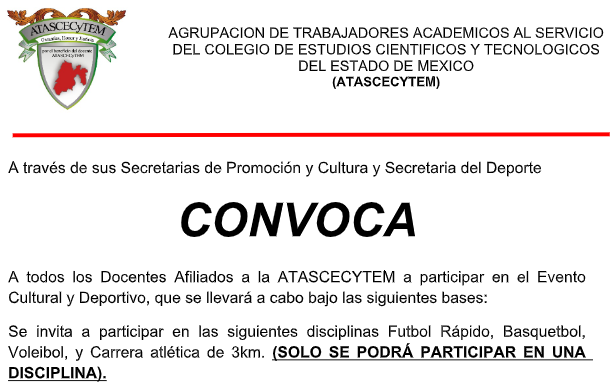 ATASCECyTEM
AGRUPACION DE TRABAJADORES ACADEMICOS AL SERVICIO
DEL COLEGIO DE ESTUDIOS CIENTIFICOS Y TECNOLOGICOS
DEL ESTADO DE MEXICO
(ATASCECYTEM)
A través de sus Secretarias de Promoción y Cultura y Secretaria del Deporte
CONVOCA
A todos los Docentes Afiliados a la ATASCECYTEM a participar en el Evento
Cultural y Deportivo, que se llevará a cabo bajo las siguientes bases:
Se invita a participar en las siguientes disciplinas Futbol Rápido, Basquetbol,
Voleibol, y Carrera atlética de 3km. (SOLO SE PODRÁ PARTICIPAR EN UNA
DISCIPLINA).